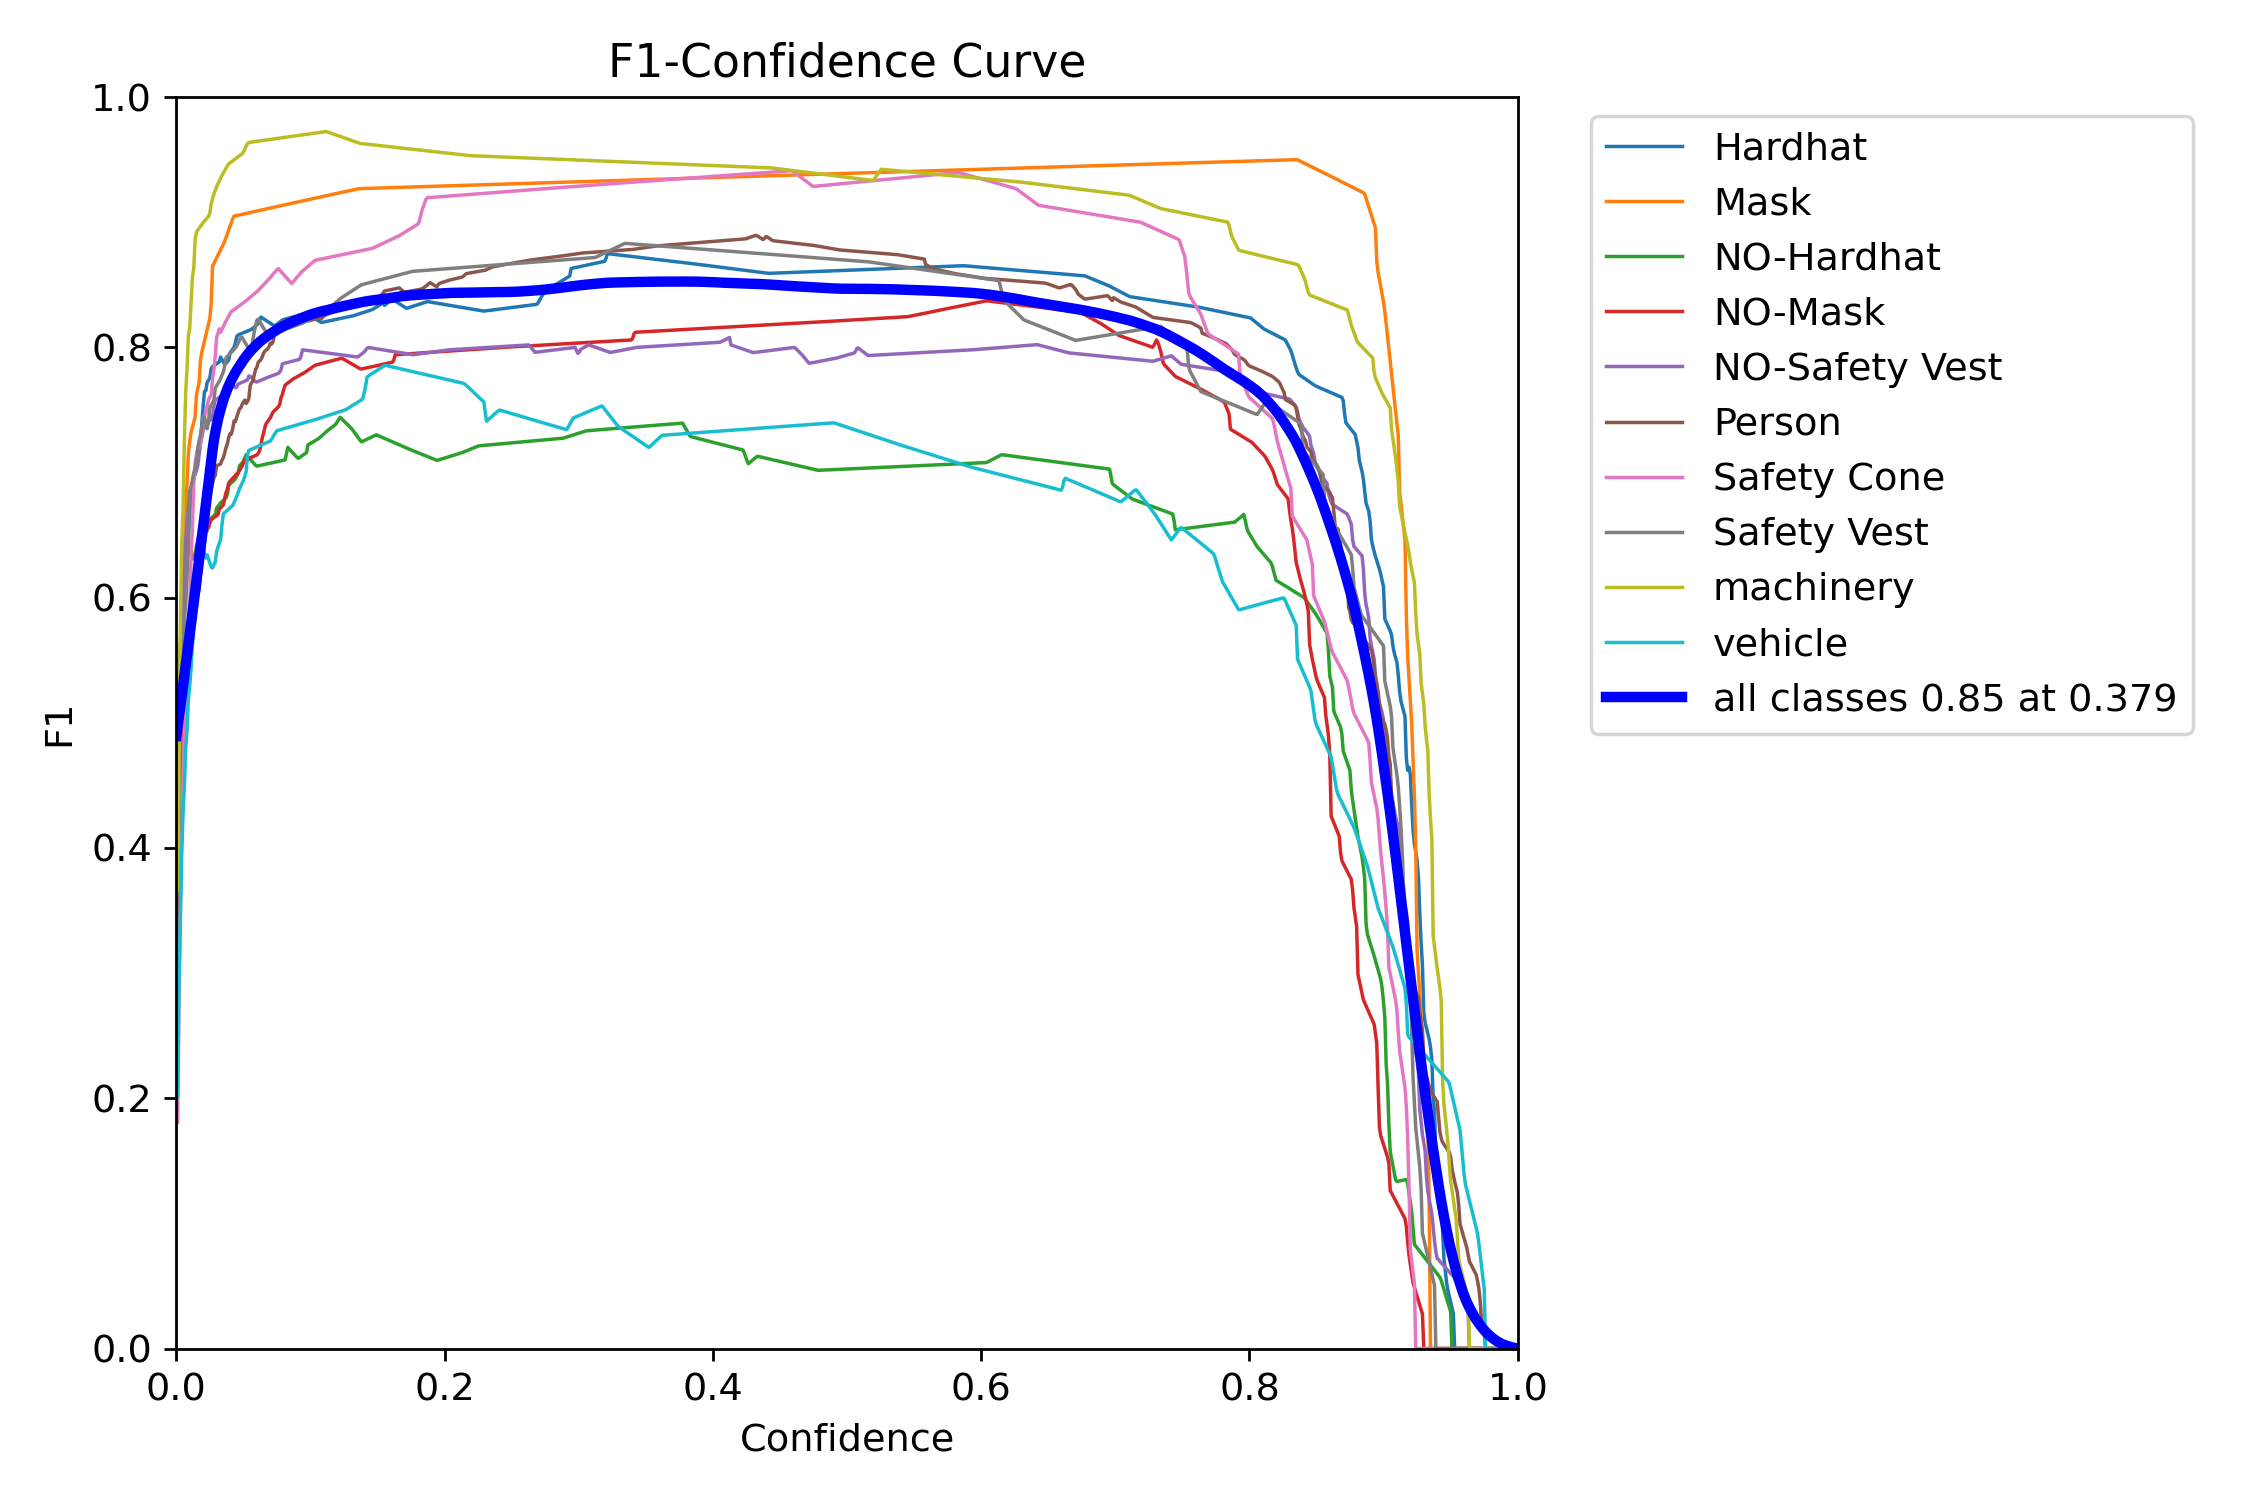 F1-Confidence Curve
1.0
0.8
0.6
0.4
0.2
0.0
F1
0.0 0.2 0.4 0.6 0.8 1.0
Confidence
Hardhat
Mask
NO-Hardhat
NO-Mask
NO-Safety Vest
Person
Safety Cone
Safety Vest
machinery
vehicle
all classes 0.85 at 0.379